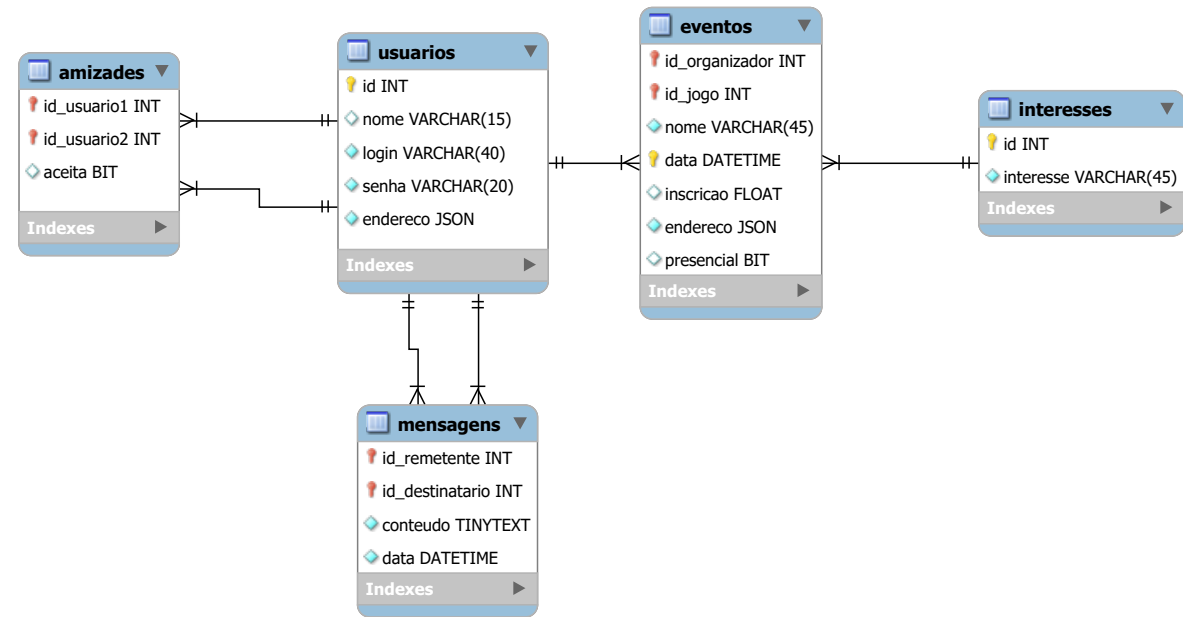 amizades
id_usuario1 INT
id_usuario2 INT
aceita BIT
Indexes
usuarios
id INT
nome VARCHAR(15)
login VARCHAR(40)
senha VARCHAR(20)
endereco JSON
Indexes
eventos
id_organizador INT
id_jogo INT
nome VARCHAR(45)
data DATETIME
inscricao FLOAT
endereco JSON
presencial BIT
Indexes
interesses
id INT
interesse VARCHAR(45)
Indexes
mensagens
id_remetente INT
id_destinatario INT
conteudo TINYTEXT
data DATETIME
Indexes